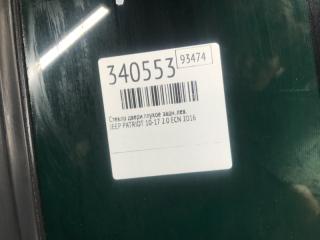 340553 93474
Стекло двери глухое задн. лев.
JEEP PATRIOT 10-17 2.0 ECN 2016